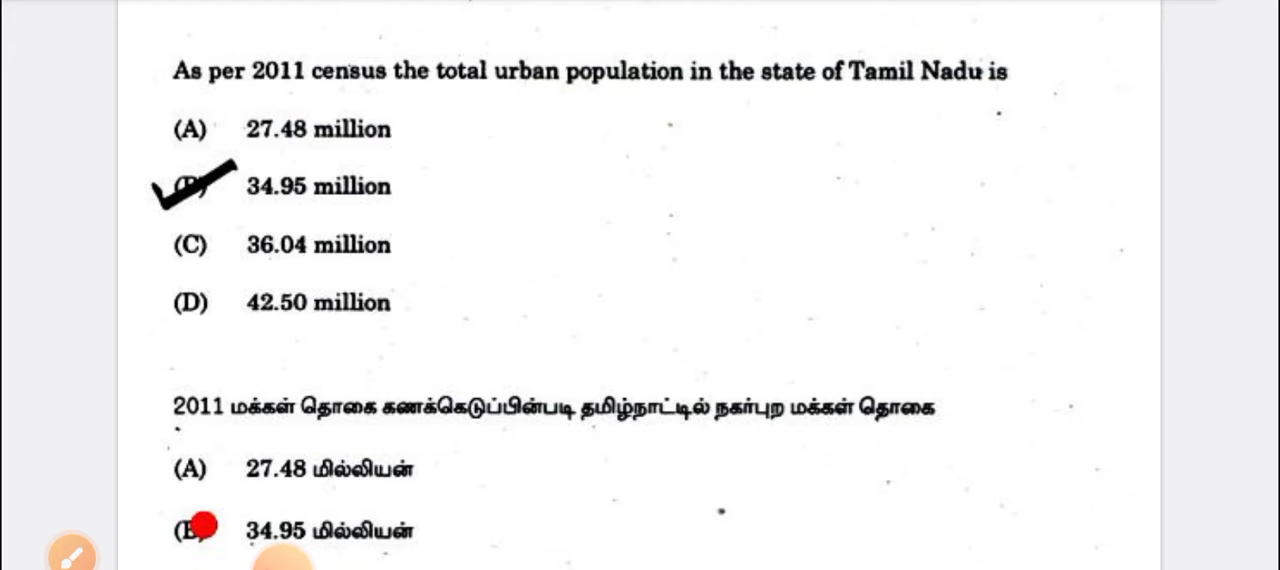 As per 2011 census the total urban population in the state of Tamil Nadu is
(A) 27.48 million
34.95 million
(C) 36.04 million
(D) 42.50 million
2011 மக்கள் தொகை கணக்கெடுப்பின்படி தமிழ்நாட்டில் நகர்புற மக்கள் தொகை
(A) 27.48 மில்லியன்
34.95 மில்லியன்